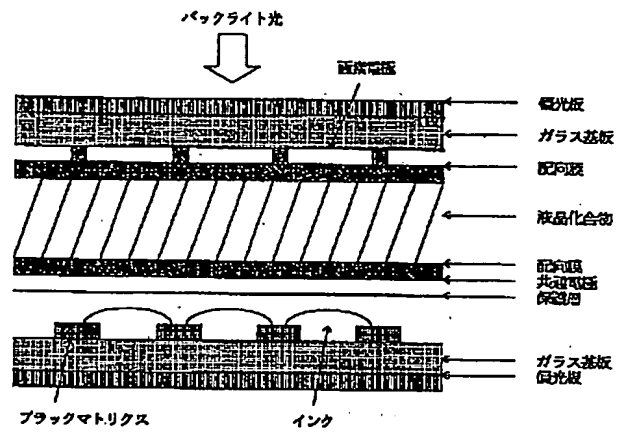 バックライト光
画素電極
偏光板
ガラス基板
配向膜
液晶化合物
配向膜
共通電極
保護層
ガラス基板
偏光板
ブラックマトリクス
インク